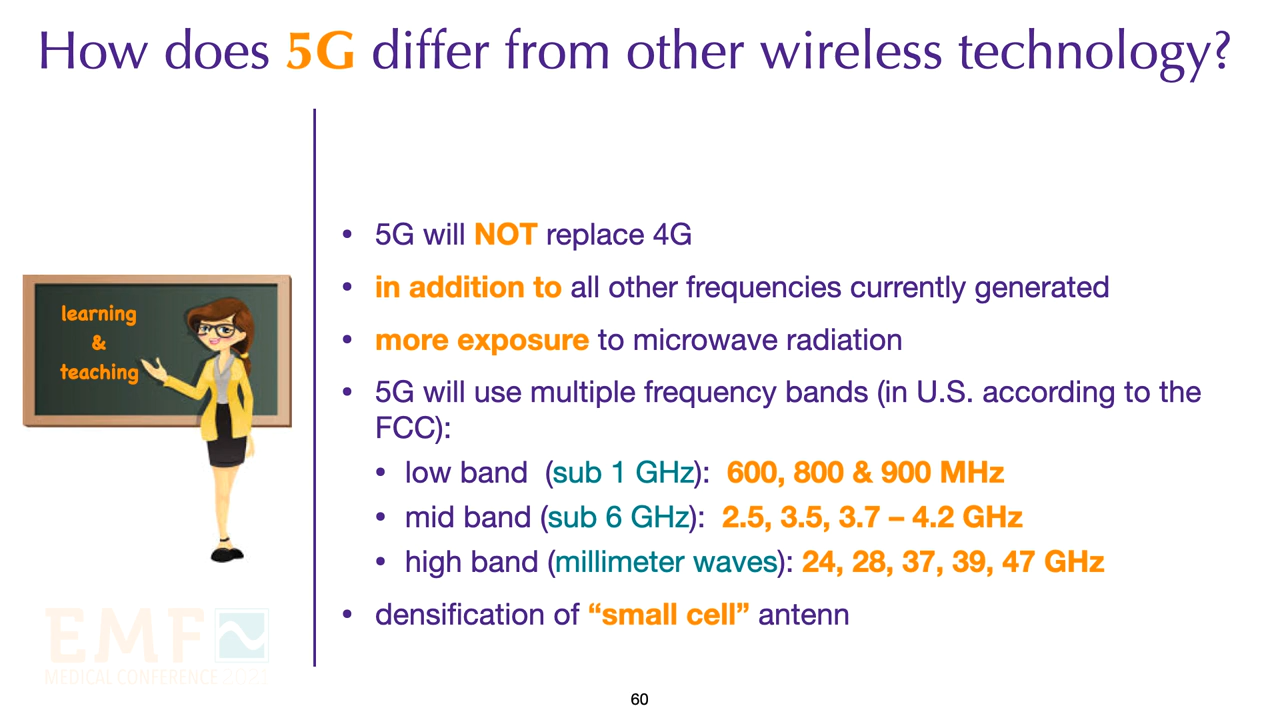 How does 5G differ from other wireless technology?
learning
&
teaching
• 5G will NOT replace 4G
• in addition to all other frequencies currently generated
• more exposure to microwave radiation
• 5G will use multiple frequency bands (in U.S. according to the
FCC):
• low band (sub 1 GHz): 600, 800 & 900 MHz
• mid band (sub 6 GHz): 2.5, 3.5, 3.7 – 4.2 GHz
• high band (millimeter waves): 24, 28, 37, 39, 47 GHz
• densification of “small cell” antenn
EMF
MEDICAL CONFERENCE 2021
60